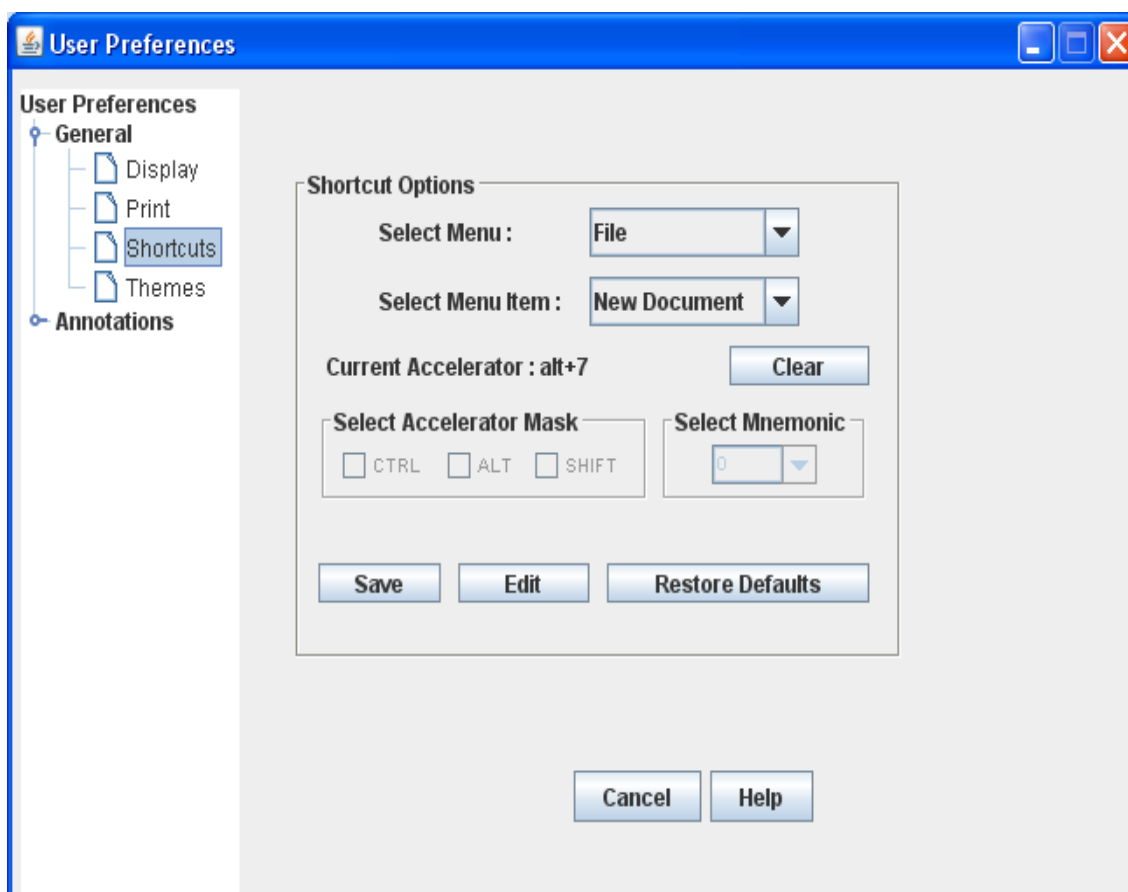 User Preferences
User Preferences
General
Display
Print
Shortcuts
Themes
Annotations
Shortcut Options
Select Menu :
File
Select Menu Item :
New Document
Current Accelerator : alt+7
Clear
Select Accelerator Mask
CTRL ALT SHIFT
Select Mnemonic
0
Save Edit Restore Defaults
Cancel Help